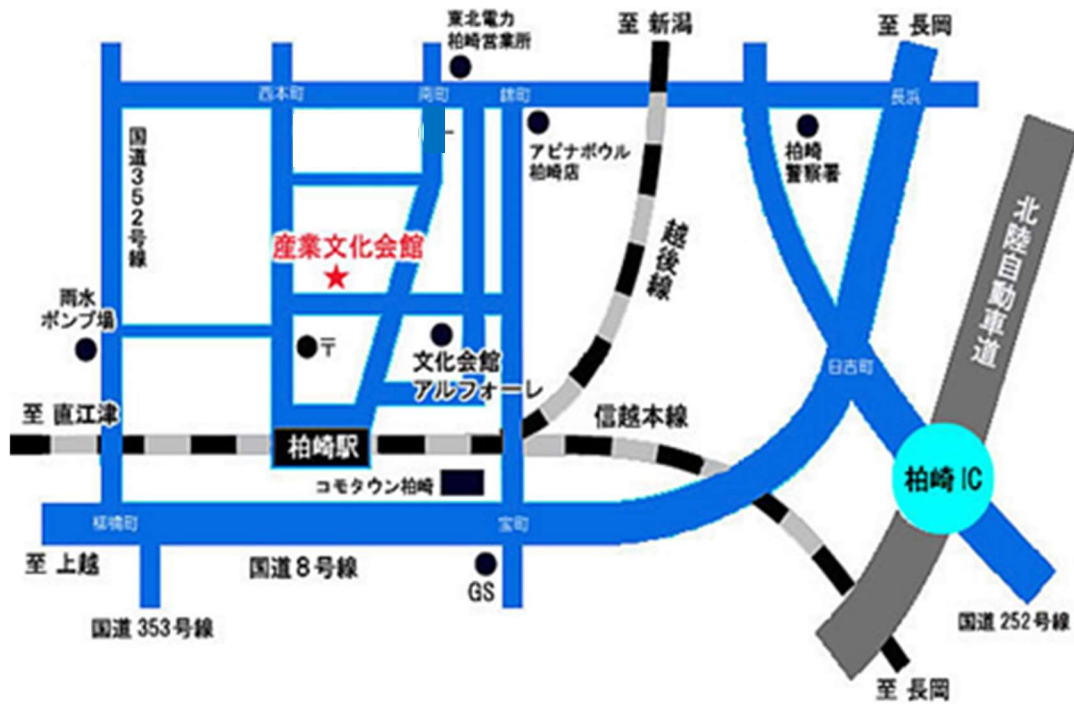 東北電力
柏崎営業所
至 新潟
至 長岡
西本町
南町
錦町
長浜
国道352号線
アピナボウル
柏崎店
柏崎
警察署
北陸自動車道
越後線
産業文化会館
★
雨水
ポンプ場
〒
文化会館
アルフォーレ
日吉町
至 直江津
柏崎駅
信越本線
柏崎IC
コモタウン柏崎
柳橋町
宝町
至 上越
国道8号線
GS
国道353号線
国道252号線
至 長岡